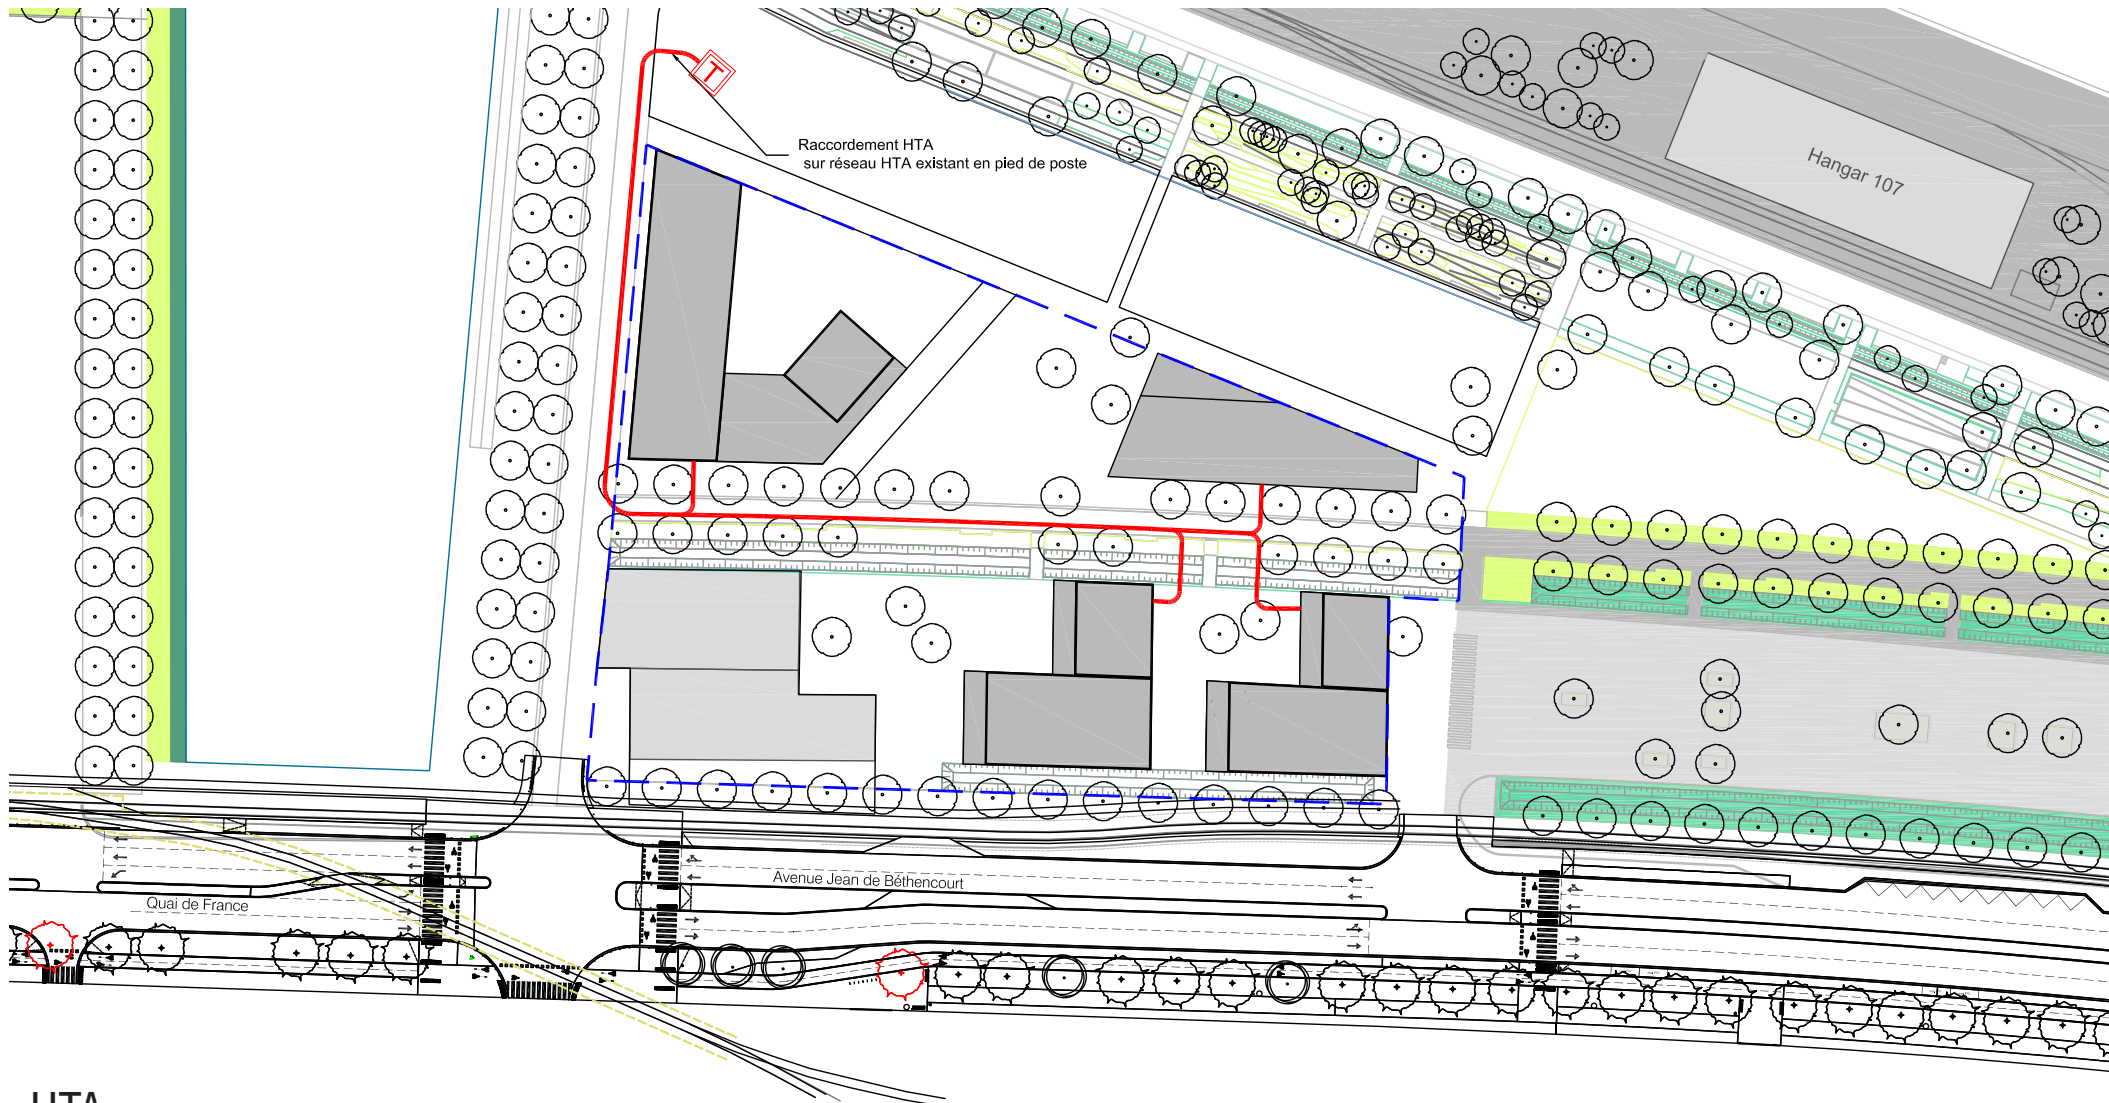 T
Raccordement HTA
sur réseau HTA existant en pied de poste
Hangar 107
Avenue Jean de Béthencourt
Quai de France
HTA